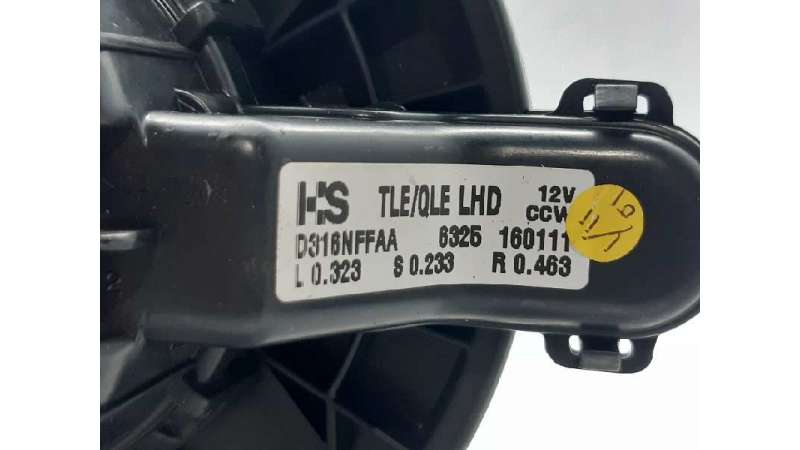 HS TLE/QLE LHD 12V CCW
D316NFFAA 6325 160111
L 0.323 S 0.233 R 0.463